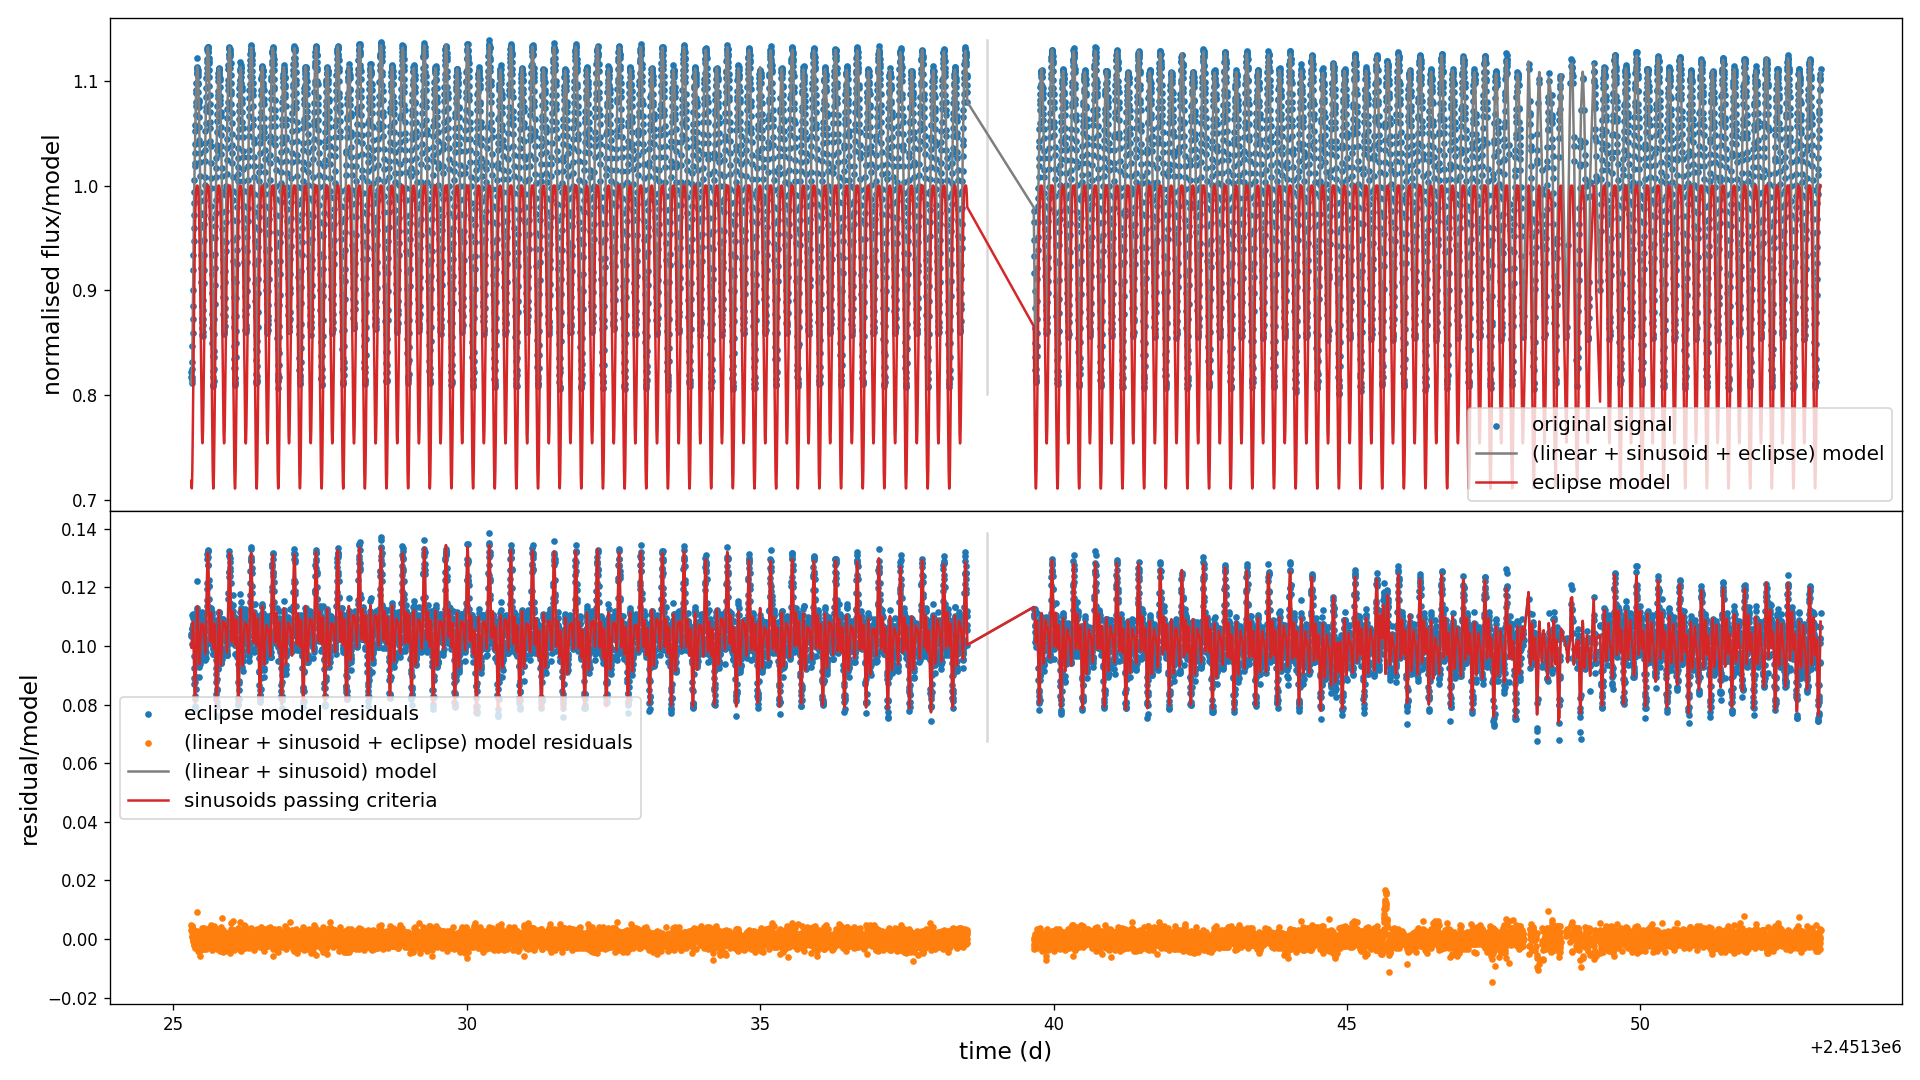 normalised flux/model
1.1
1.0
0.9
0.8
0.7
original signal
(linear + sinusoid + eclipse) model
eclipse model
residual/model
0.14
0.12
0.10
0.08
0.06
0.04
0.02
0.00
−0.02
eclipse model residuals
(linear + sinusoid + eclipse) model residuals
(linear + sinusoid) model
sinusoids passing criteria
25
30
35
40
45
50
time (d)
+2.4513e6